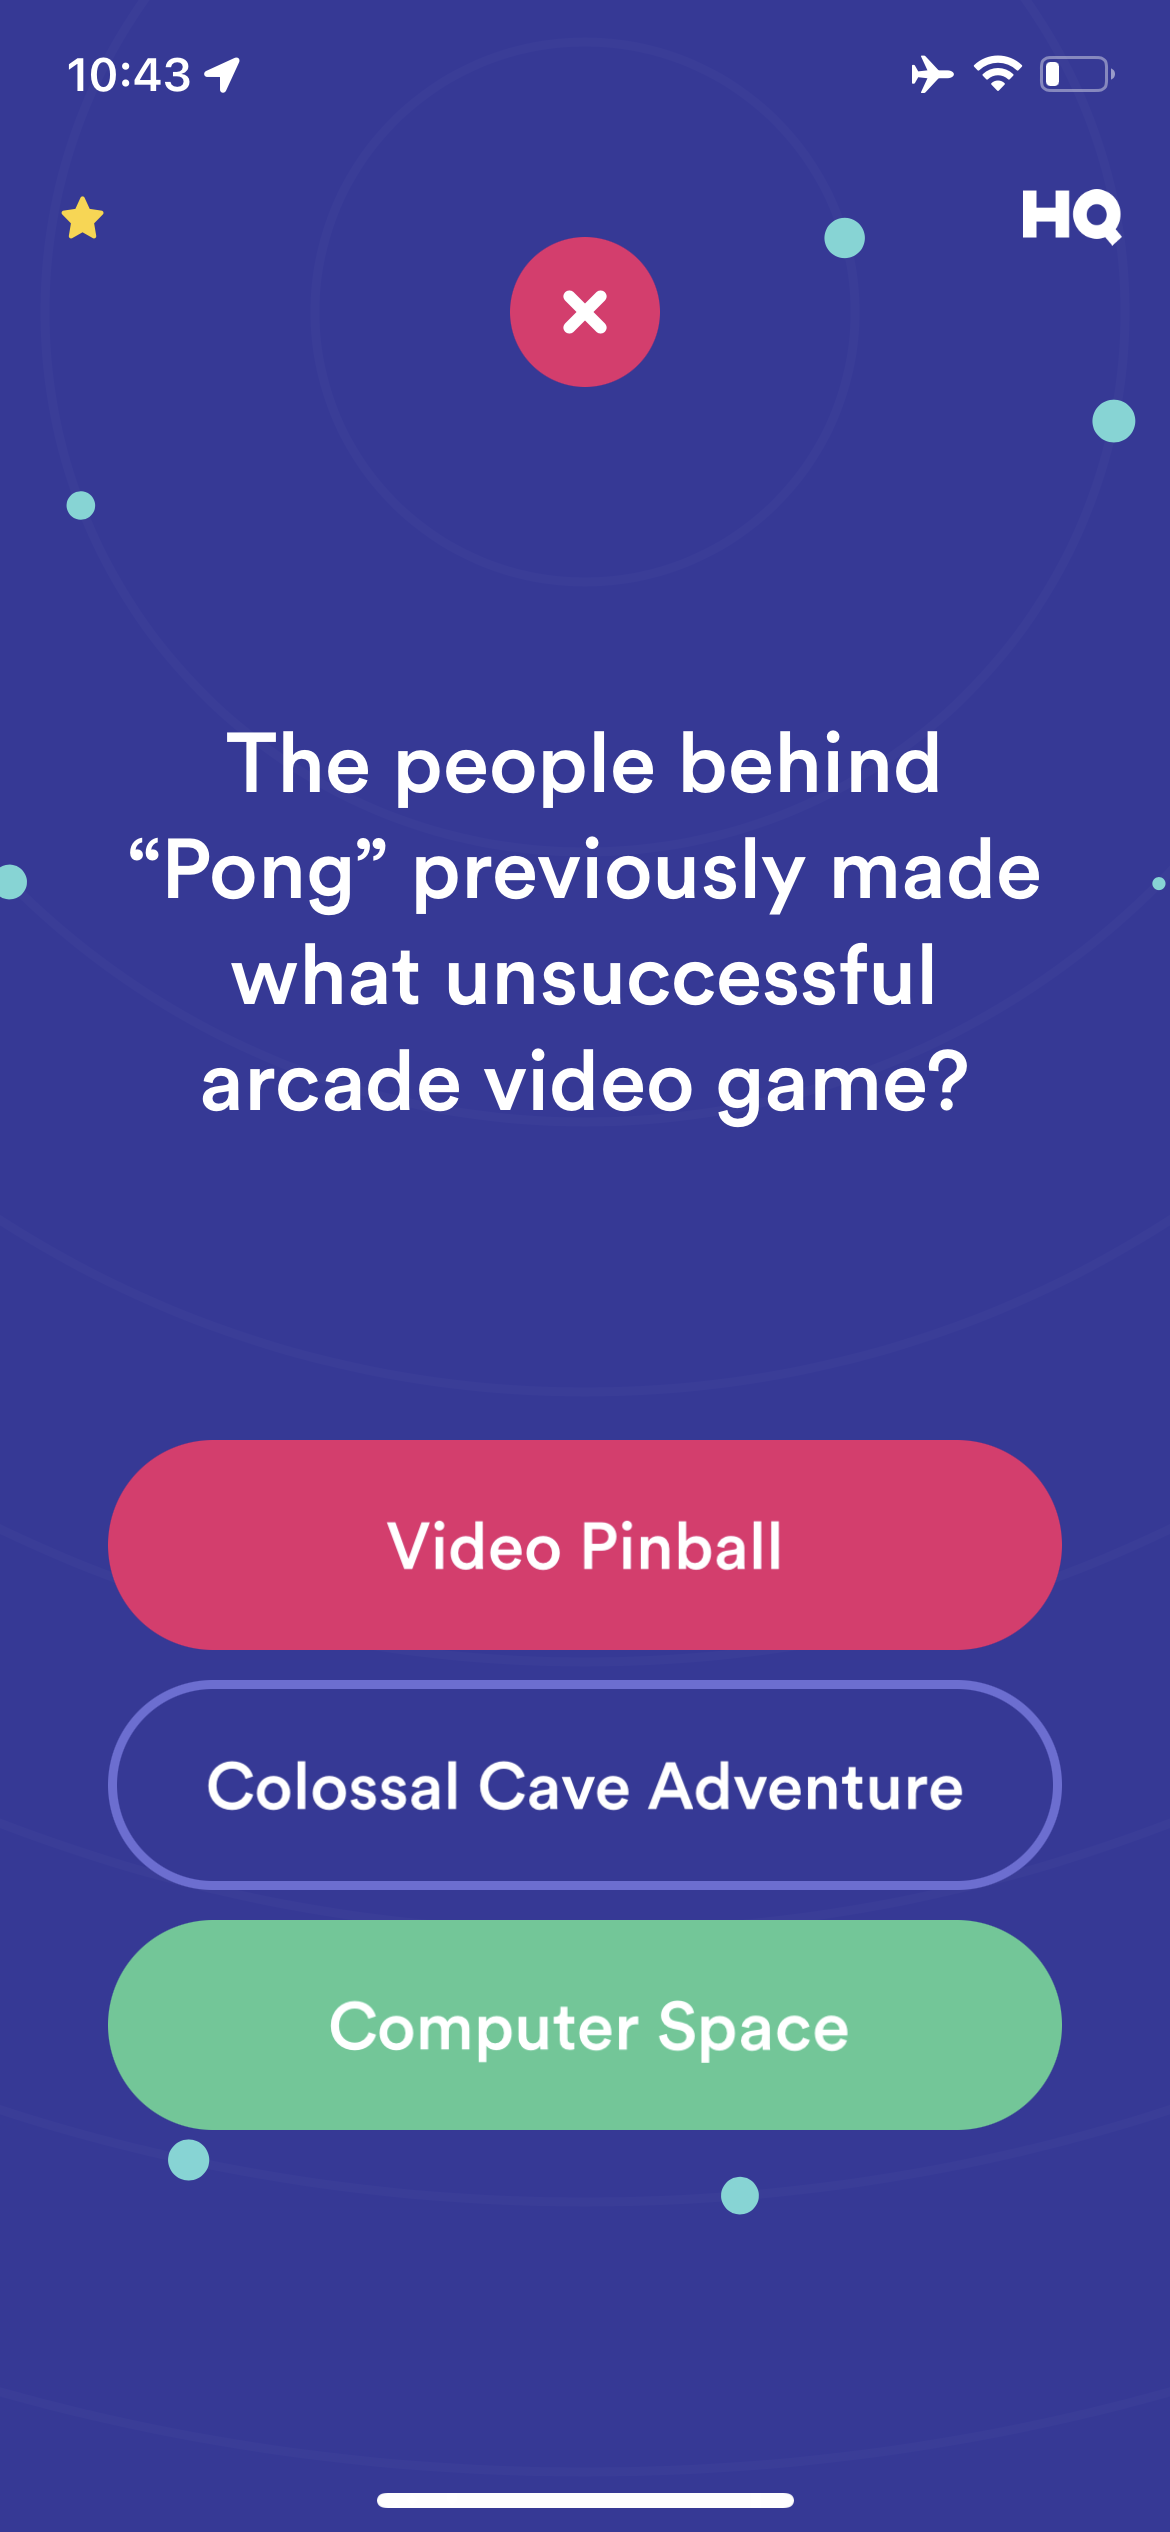 10:43
HQ
The people behind
“Pong” previously made
what unsuccessful
arcade video game?
Video Pinball
Colossal Cave Adventure
Computer Space